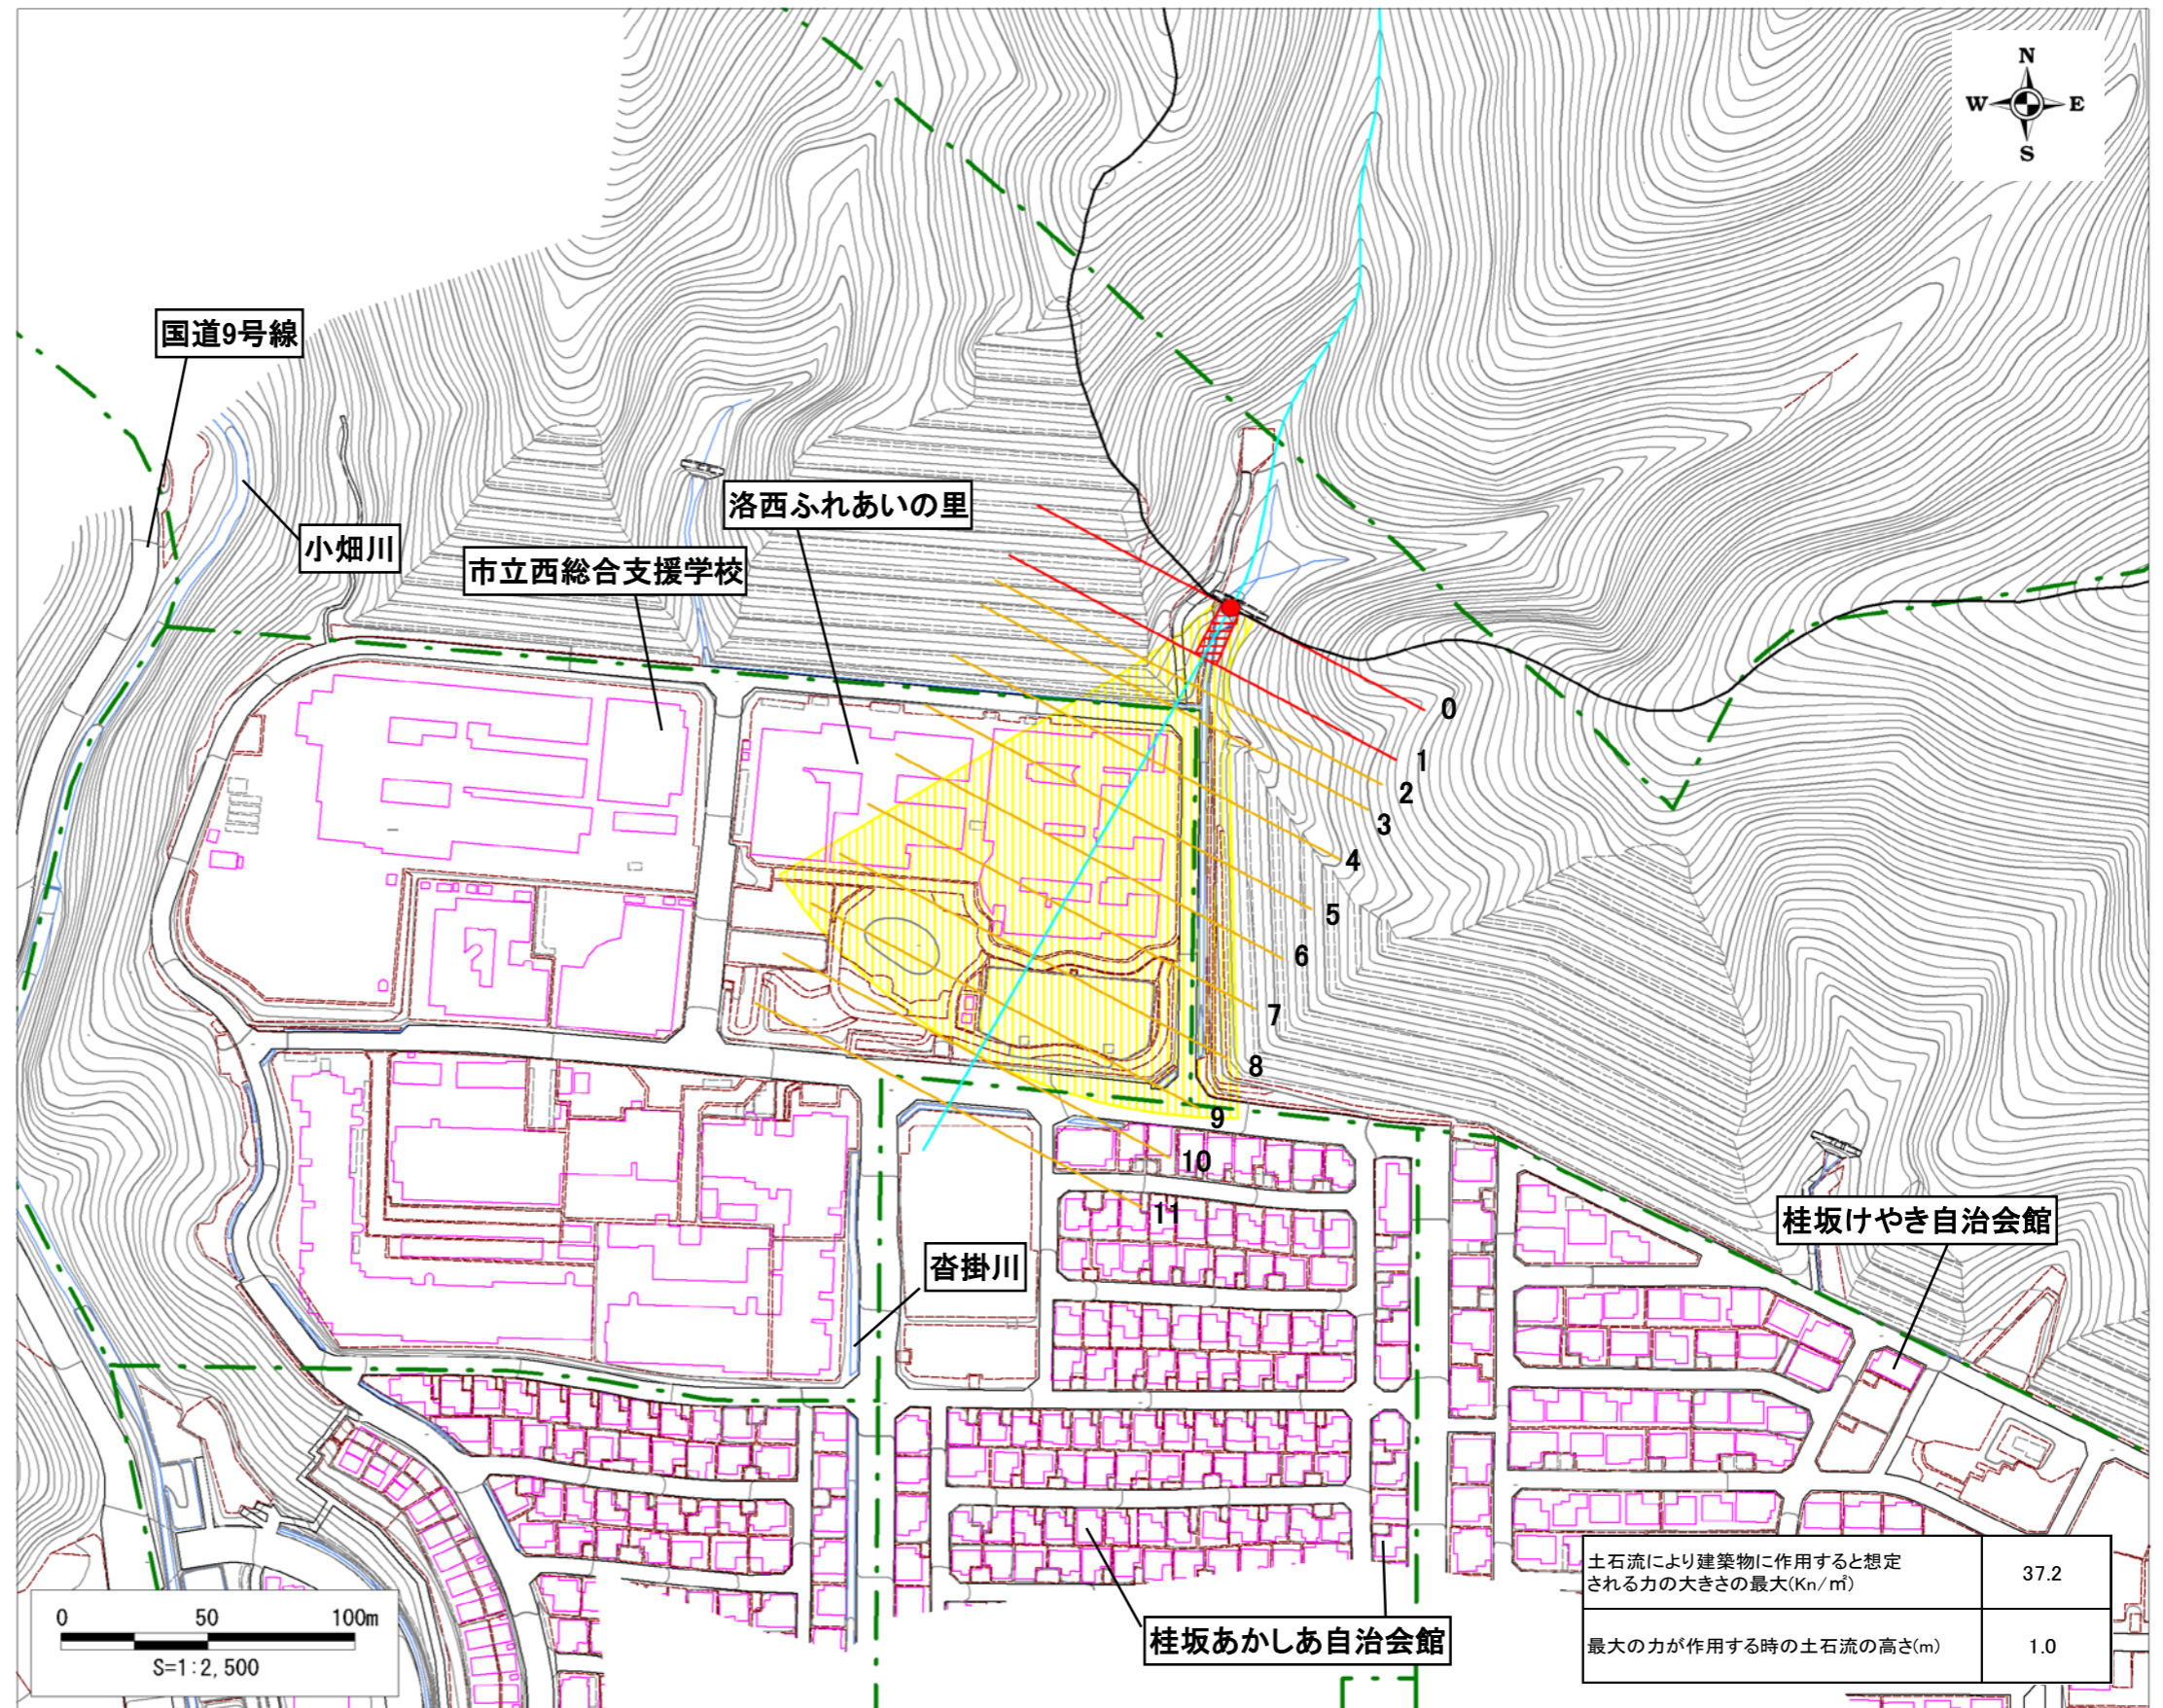 N
W E
S
国道9号線
小畑川
洛西ふれあいの里
市立西総合支援学校
0
1
2
3
4
5
6
7
8
9
10
11
桂坂けやき自治会館
沓掛川
桂坂あかしあ自治会館
土石流により建築物に作用すると想定
される力の大きさの最大(Kn/㎡)
37.2
最大の力が作用する時の土石流の高さ(m)
1.0
0 50 100m
S=1:2,500